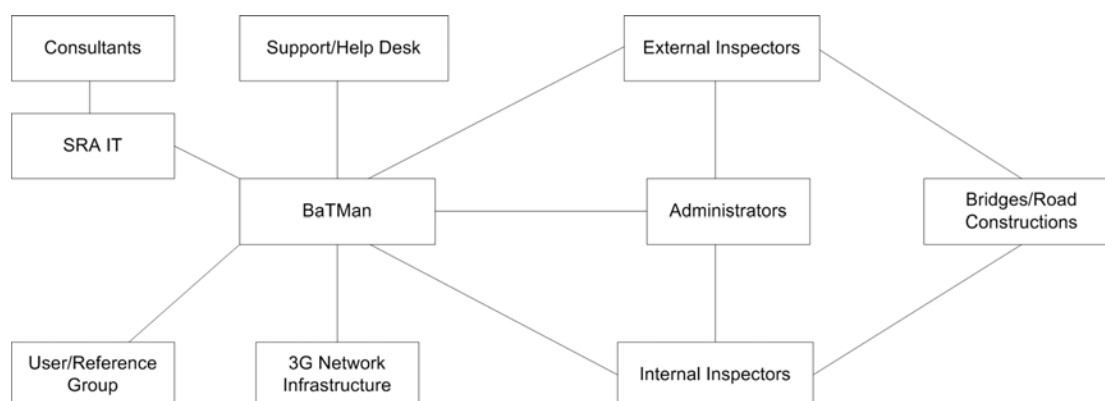 Consultants
Support/Help Desk
External Inspectors
SRA IT
BaTMan
Administrators
Bridges/Road
Constructions
User/Reference
Group
3G Network
Infrastructure
Internal Inspectors